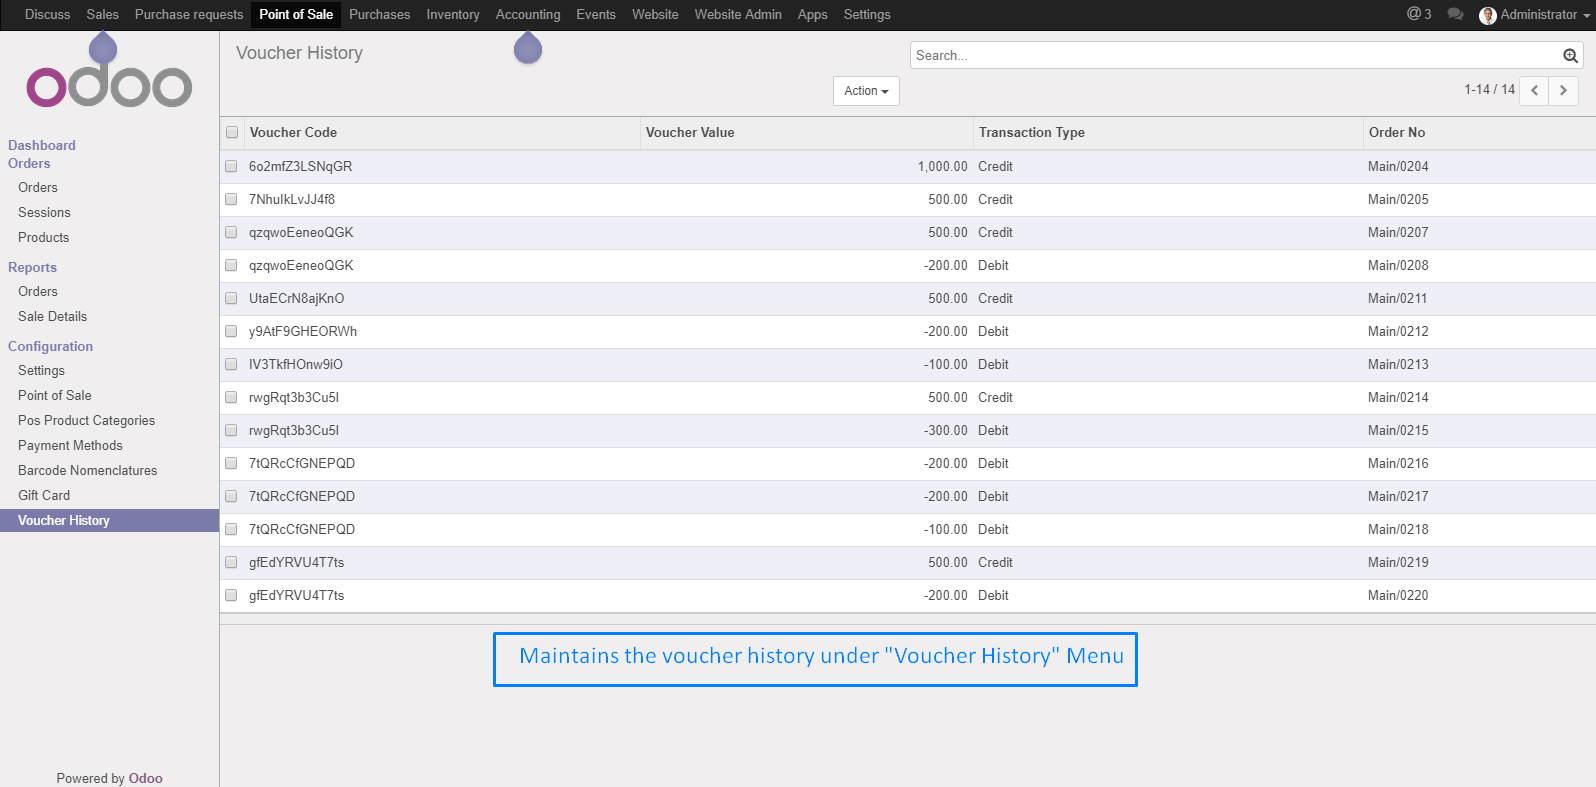 Discuss Sales Purchase requests Point of Sale Purchases Inventory Accounting Events Website Website Admin Apps Settings @ 3 Administrator
odoo
Voucher History
Search...
Action
1-14 / 14
Dashboard
Orders
Orders
Sessions
Products
Reports
Orders
Sale Details
Configuration
Settings
Point of Sale
Pos Product Categories
Payment Methods
Barcode Nomenclatures
Gift Card
Voucher History
Powered by Odoo
Voucher Code Voucher Value Transaction Type Order No
6o2mfZ3LSNqGR 1,000.00 Credit Main/0204
7NhuIkLvJJ4f8 500.00 Credit Main/0205
qzqwoEeneoQGK 500.00 Credit Main/0207
qzqwoEeneoQGK -200.00 Debit Main/0208
UtaECrN8ajKnO 500.00 Credit Main/0211
y9AtF9GHEORWh -200.00 Debit Main/0212
IV3TkfHOnw9iO -100.00 Debit Main/0213
rwgRqt3b3Cu5I 500.00 Credit Main/0214
rwgRqt3b3Cu5I -300.00 Debit Main/0215
7tQRcCfGNEPQD -200.00 Debit Main/0216
7tQRcCfGNEPQD -200.00 Debit Main/0217
7tQRcCfGNEPQD -100.00 Debit Main/0218
gfEdYRVU4T7ts 500.00 Credit Main/0219
gfEdYRVU4T7ts -200.00 Debit Main/0220
Maintains the voucher history under "Voucher History" Menu